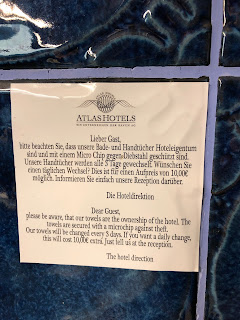 ATLAS HOTELS
Lieber Gast,
bitte beachten Sie, dass unsere Bade- und Handtücher Hoteleigentum
sind und mit einem Micro Chip gegen Diebstahl geschützt sind.
Unsere Handtücher werden alle 3 Tage gewechselt. Wünschen Sie
einen täglichen Wechsel? Dies ist für einen Aufpreis von 10,00€
möglich. Informieren Sie einfach unsere Rezeption darüber.
Die Hoteldirektion
Dear Guest,
please be aware, that our towels are the ownership of the hotel. The
towels are secured with a microchip against theft.
Our towels will be changed every 3 days. If you want a daily change,
this will cost 10,00€ extra. Just tell us at the reception.
The hotel direction